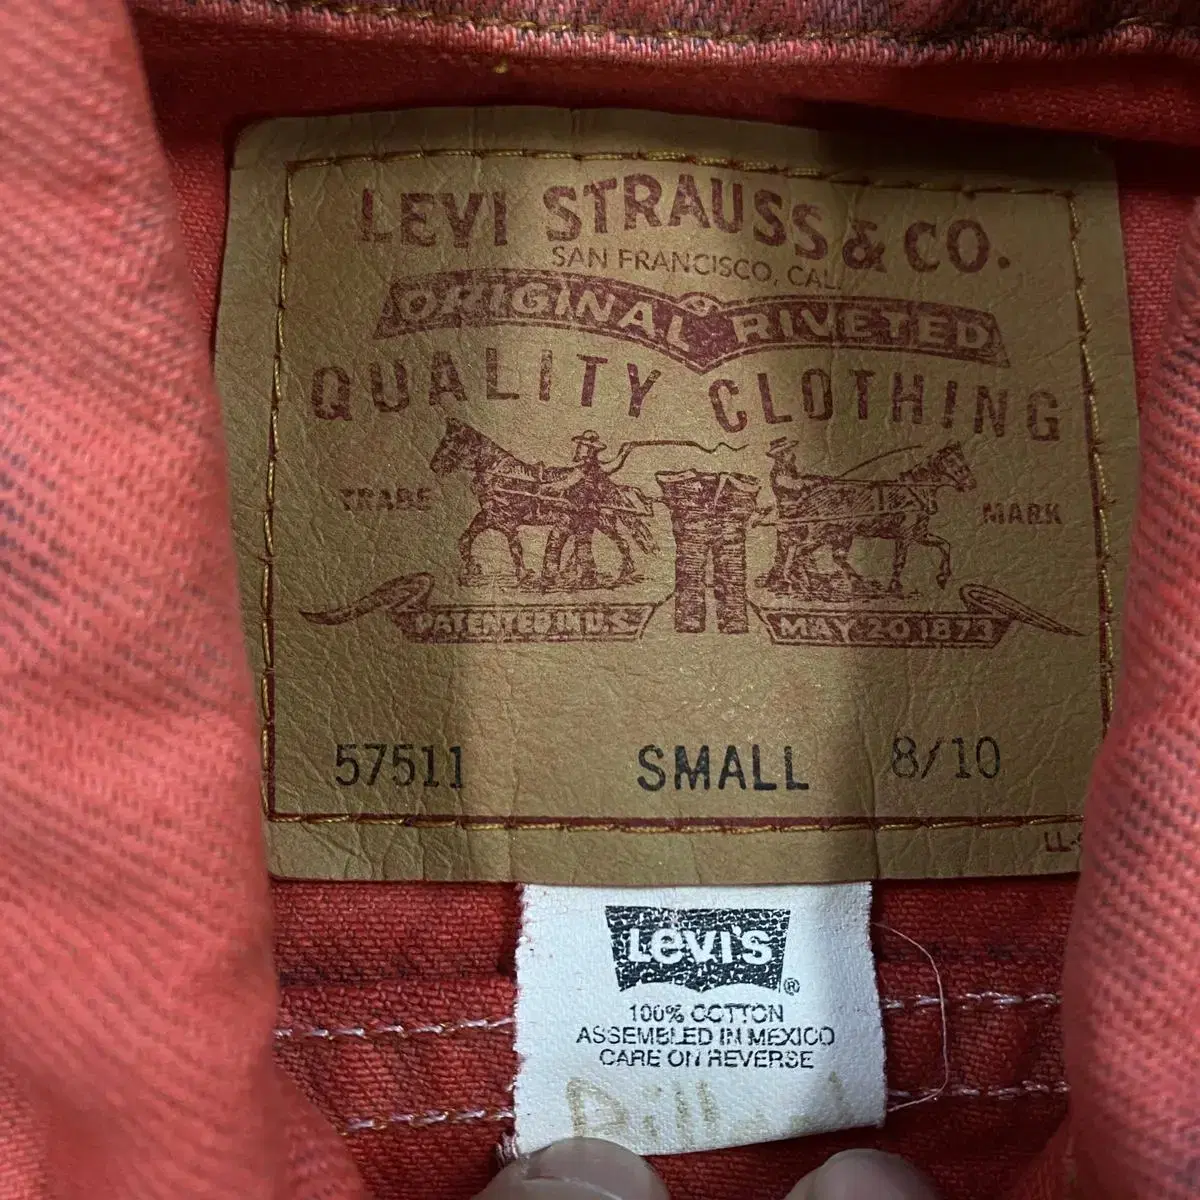 LEVI STRAUSS & CO.
SAN FRANCISCO, CAL.
ORIGINAL RIVETED
QUALITY CLOTHING
TRADE MARK
PATENTED IN U.S. MAY 20 1873
57511 SMALL 8/10
LL-
LEVI'S ®
100% COTTON
ASSEMBLED IN MEXICO
CARE ON REVERSE